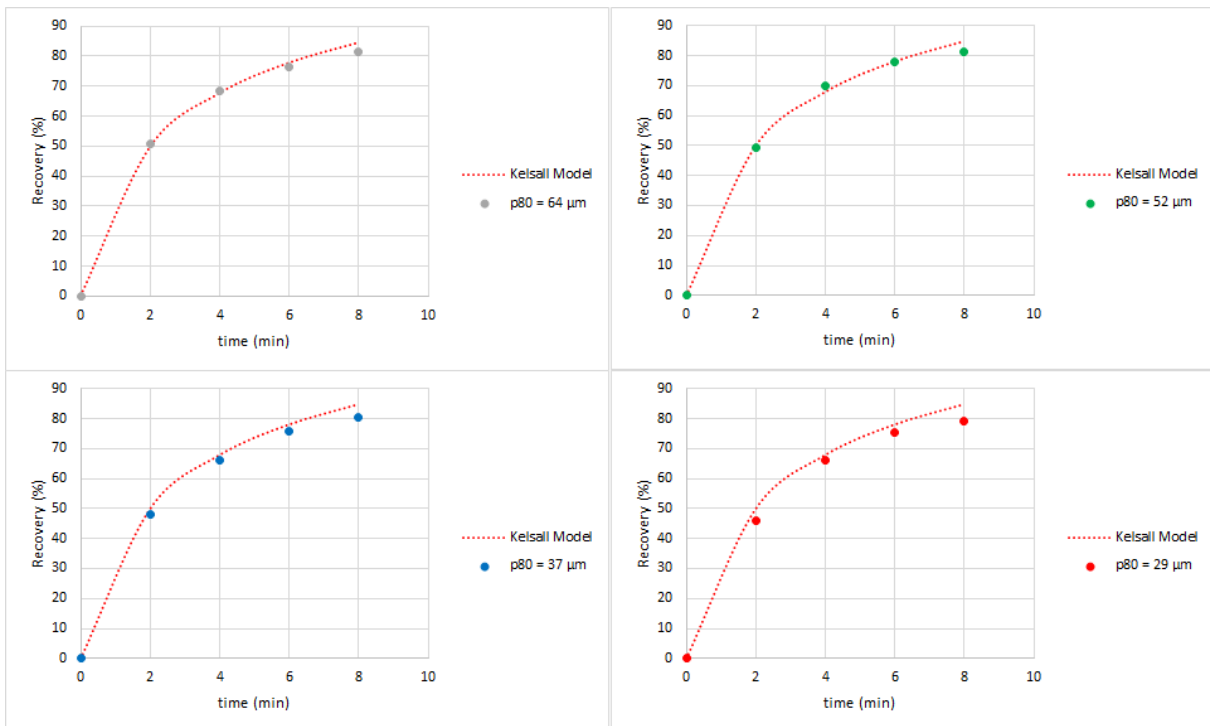 90
80
70
60
50
40
30
20
10
0
Recovery (%)
0 2 4 6 8 10
time (min)
Kelsall Model
p80 = 64 µm
90
80
70
60
50
40
30
20
10
0
Recovery (%)
0 2 4 6 8 10
time (min)
Kelsall Model
p80 = 52 µm
90
80
70
60
50
40
30
20
10
0
Recovery (%)
0 2 4 6 8 10
time (min)
Kelsall Model
p80 = 37 µm
90
80
70
60
50
40
30
20
10
0
Recovery (%)
0 2 4 6 8 10
time (min)
Kelsall Model
p80 = 29 µm